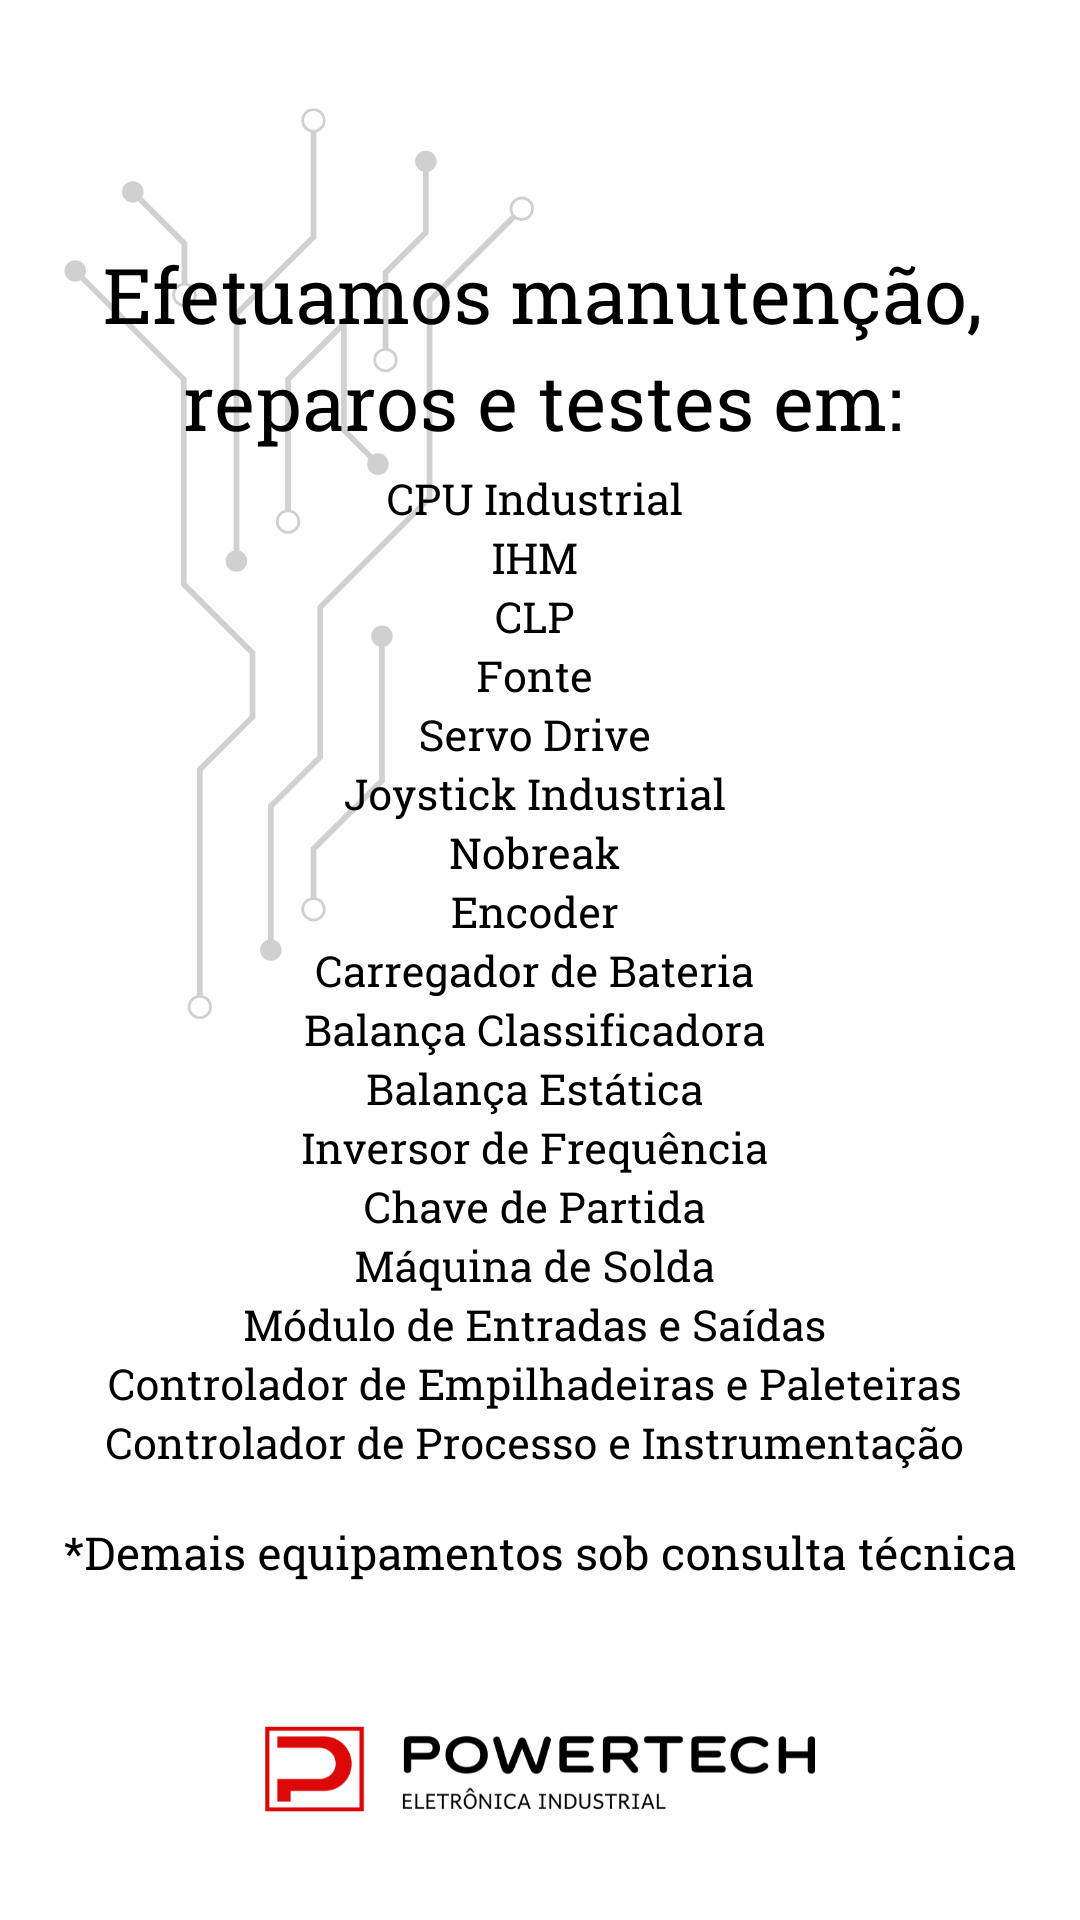 Efetuamos manutenção,
reparos e testes em:
CPU Industrial
IHM
CLP
Fonte
Servo Drive
Joystick Industrial
Nobreak
Encoder
Carregador de Bateria
Balança Classificadora
Balança Estática
Inversor de Frequência
Chave de Partida
Máquina de Solda
Módulo de Entradas e Saídas
Controlador de Empilhadeiras e Paleteiras
Controlador de Processo e Instrumentação
*Demais equipamentos sob consulta técnica
POWERTECH
ELETRÔNICA INDUSTRIAL